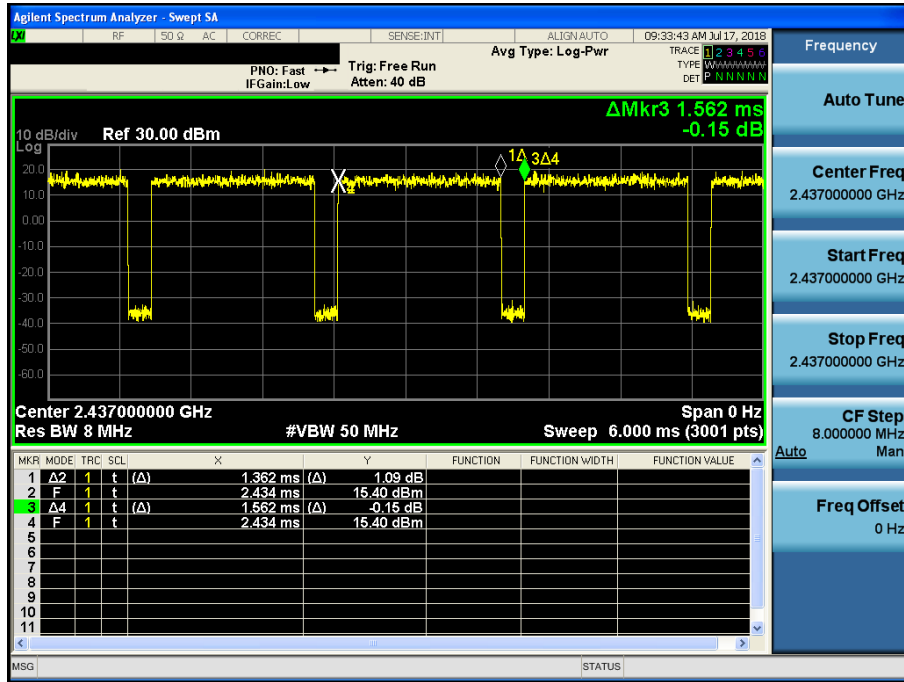 Agilent Spectrum Analyzer - Swept SA
LXI RF 50 Ω AC CORREC SENSE:INT ALIGN AUTO 09:33:43 AM Jul 17, 2018
Frequency
Avg Type: Log-Pwr TRACE 1 2 3 4 5 6
PNO: Fast Trig: Free Run TYPE WWWWWW
IFGain:Low Atten: 40 dB DET P N N N N N
Auto Tune
ΔMkr3 1.562 ms
10 dB/div Ref 30.00 dBm -0.15 dB
Log
1Δ 3Δ4
20.0
10.0
0.00
-10.0
-20.0
-30.0
-40.0
-50.0
-60.0
Center Freq
2.437000000 GHz
Start Freq
2.437000000 GHz
Stop Freq
2.437000000 GHz
Center 2.437000000 GHz Span 0 Hz
Res BW 8 MHz #VBW 50 MHz Sweep 6.000 ms (3001 pts)
CF Step
8.000000 MHz
Auto Man
Freq Offset
0 Hz
MKR MODE TRC SCL X Y FUNCTION FUNCTION WIDTH FUNCTION VALUE
1 Δ2 1 t (Δ) 1.362 ms (Δ) 1.09 dB
2 F 1 t 2.434 ms 15.40 dBm
3 Δ4 1 t (Δ) 1.562 ms (Δ) -0.15 dB
4 F 1 t 2.434 ms 15.40 dBm
5
6
7
8
9
10
11
MSG STATUS